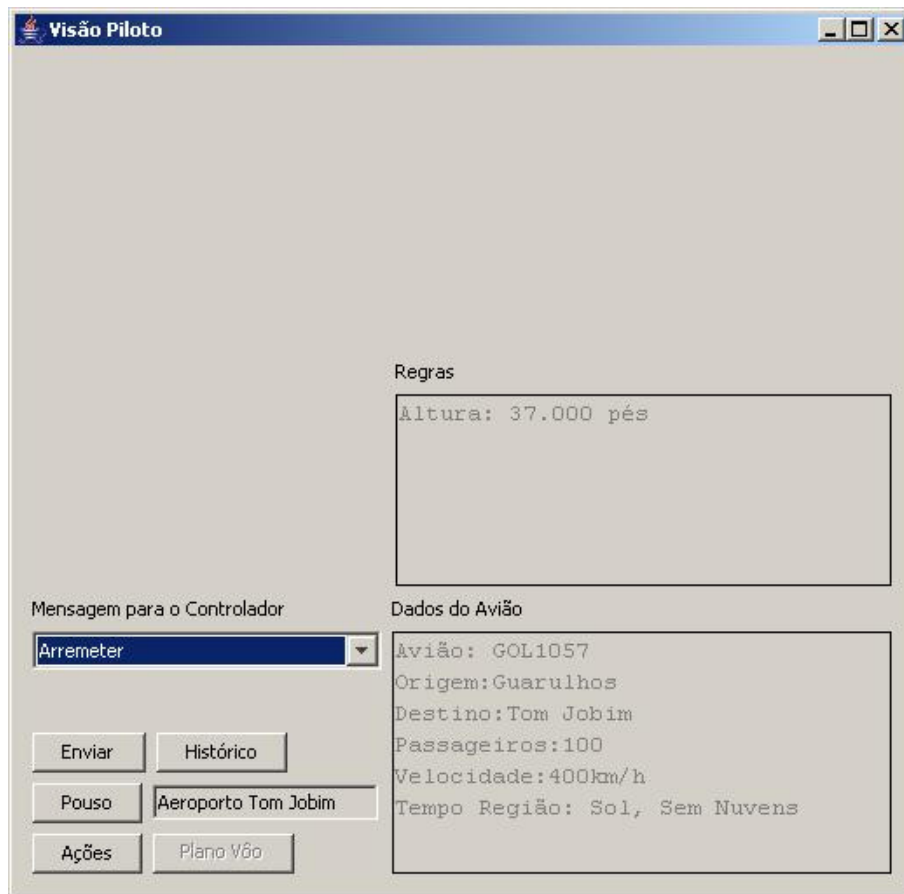 Visão Piloto
Regras
Altura: 37.000 pés
Mensagem para o Controlador
Arremeter
Dados do Avião
Avião: GOL1057
Origem:Guarulhos
Destino:Tom Jobim
Passageiros:100
Velocidade:400km/h
Tempo Região: Sol, Sem Nuvens
Enviar Histórico
Pouso Aeroporto Tom Jobim
Ações Plano Vôo